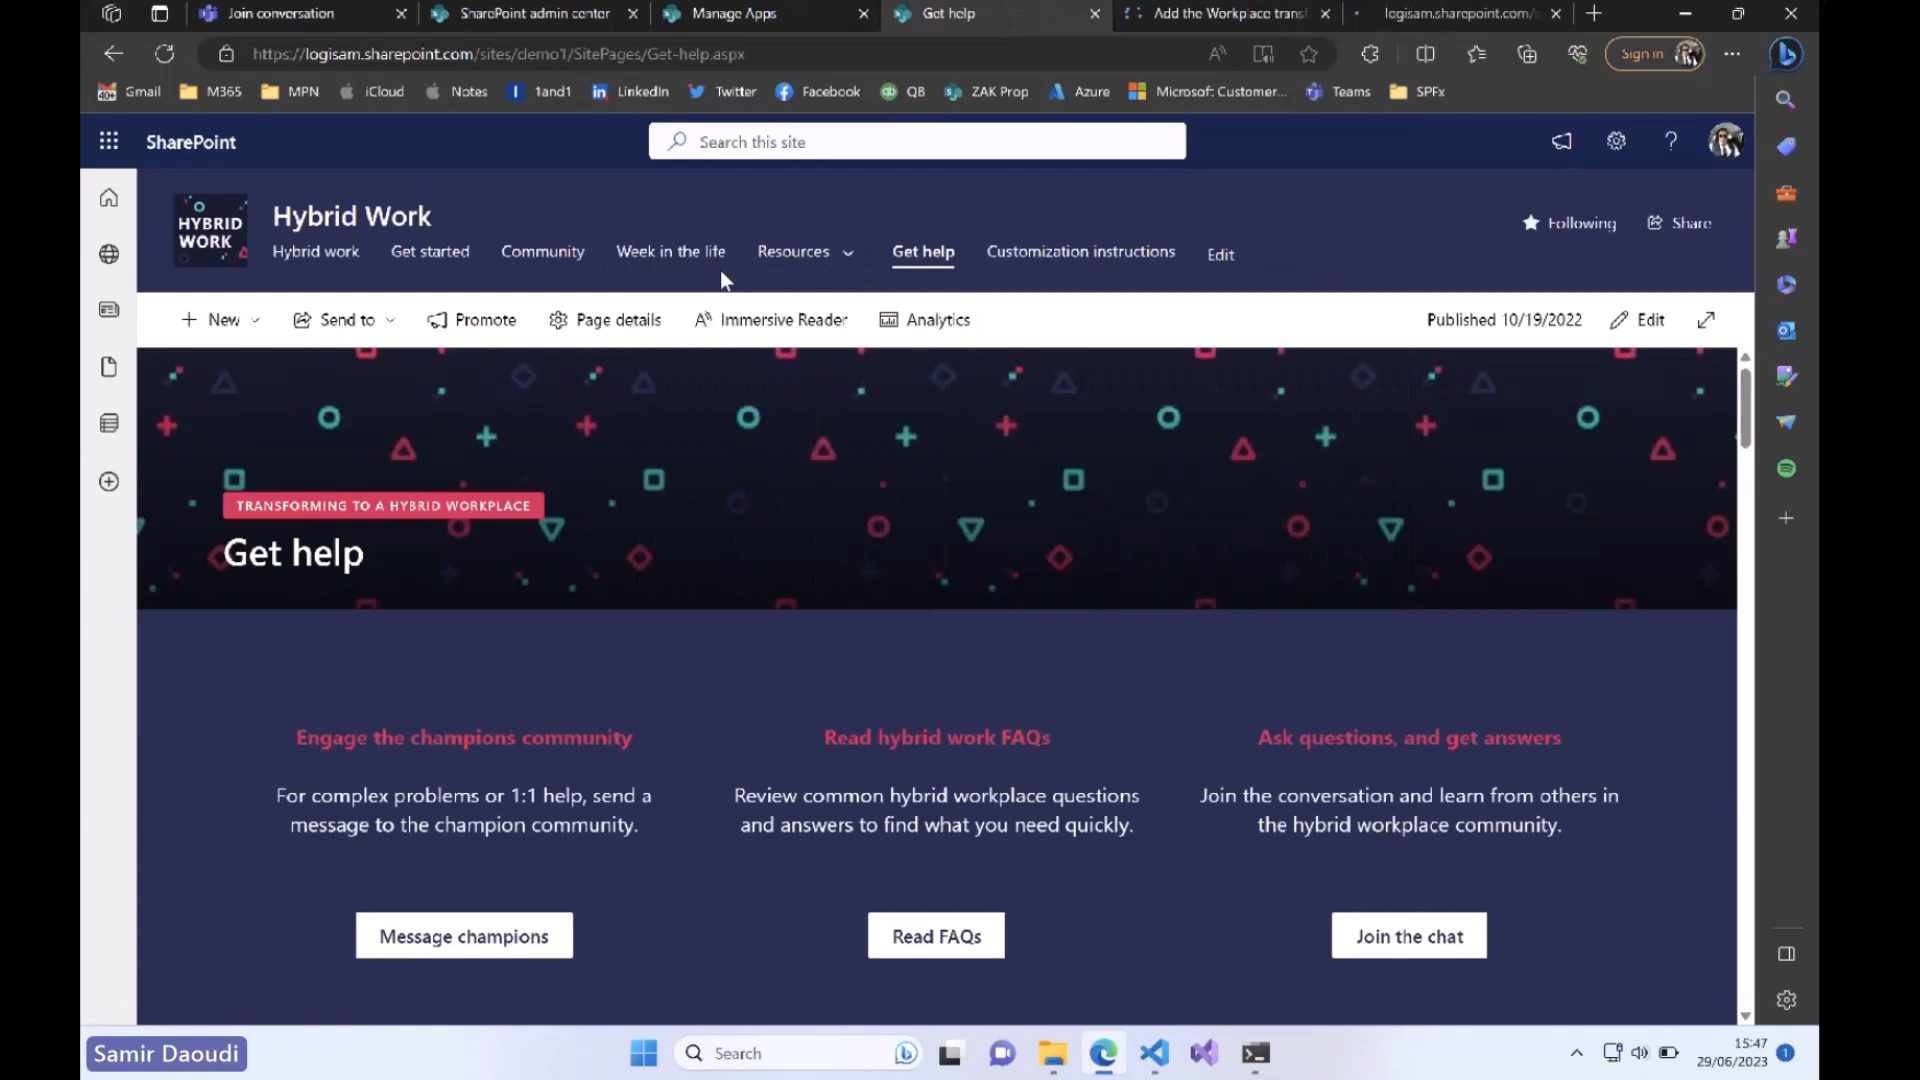 Join conversation
SharePoint admin center
Manage Apps
Get help
Add the Workplace transf
logisam.sharepoint.com/s
https://logisam.sharepoint.com/sites/demo1/SitePages/Get-help.aspx
Sign in
40+
Gmail
M365
MPN
iCloud
Notes
1and1
LinkedIn
Twitter
Facebook
QB
ZAK Prop
Azure
Microsoft: Customer...
Teams
SPFx
SharePoint
Search this site
HYBRID
WORK
Hybrid Work
Following
Share
Hybrid work
Get started
Community
Week in the life
Resources
Get help
Customization instructions
Edit
New
Send to
Promote
Page details
Immersive Reader
Analytics
Published 10/19/2022
Edit
TRANSFORMING TO A HYBRID WORKPLACE
Get help
Engage the champions community
For complex problems or 1:1 help, send a
message to the champion community.
Message champions
Read hybrid work FAQs
Review common hybrid workplace questions
and answers to find what you need quickly.
Read FAQs
Ask questions, and get answers
Join the conversation and learn from others in
the hybrid workplace community.
Join the chat
Samir Daoudi
Search
15:47
29/06/2023
1